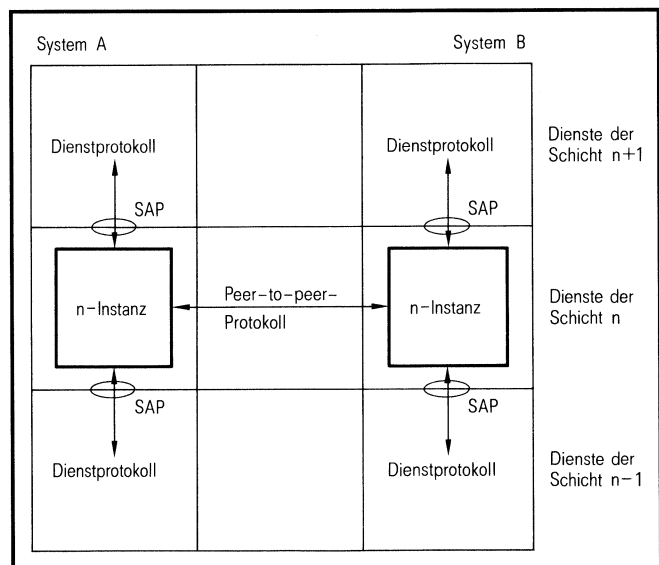 System A
System B
Dienstprotokoll
Dienstprotokoll
Dienste der
Schicht n+1
SAP
SAP
n-Instanz
Peer-to-peer-
Protokoll
n-Instanz
Dienste der
Schicht n
SAP
SAP
Dienstprotokoll
Dienstprotokoll
Dienste der
Schicht n-1